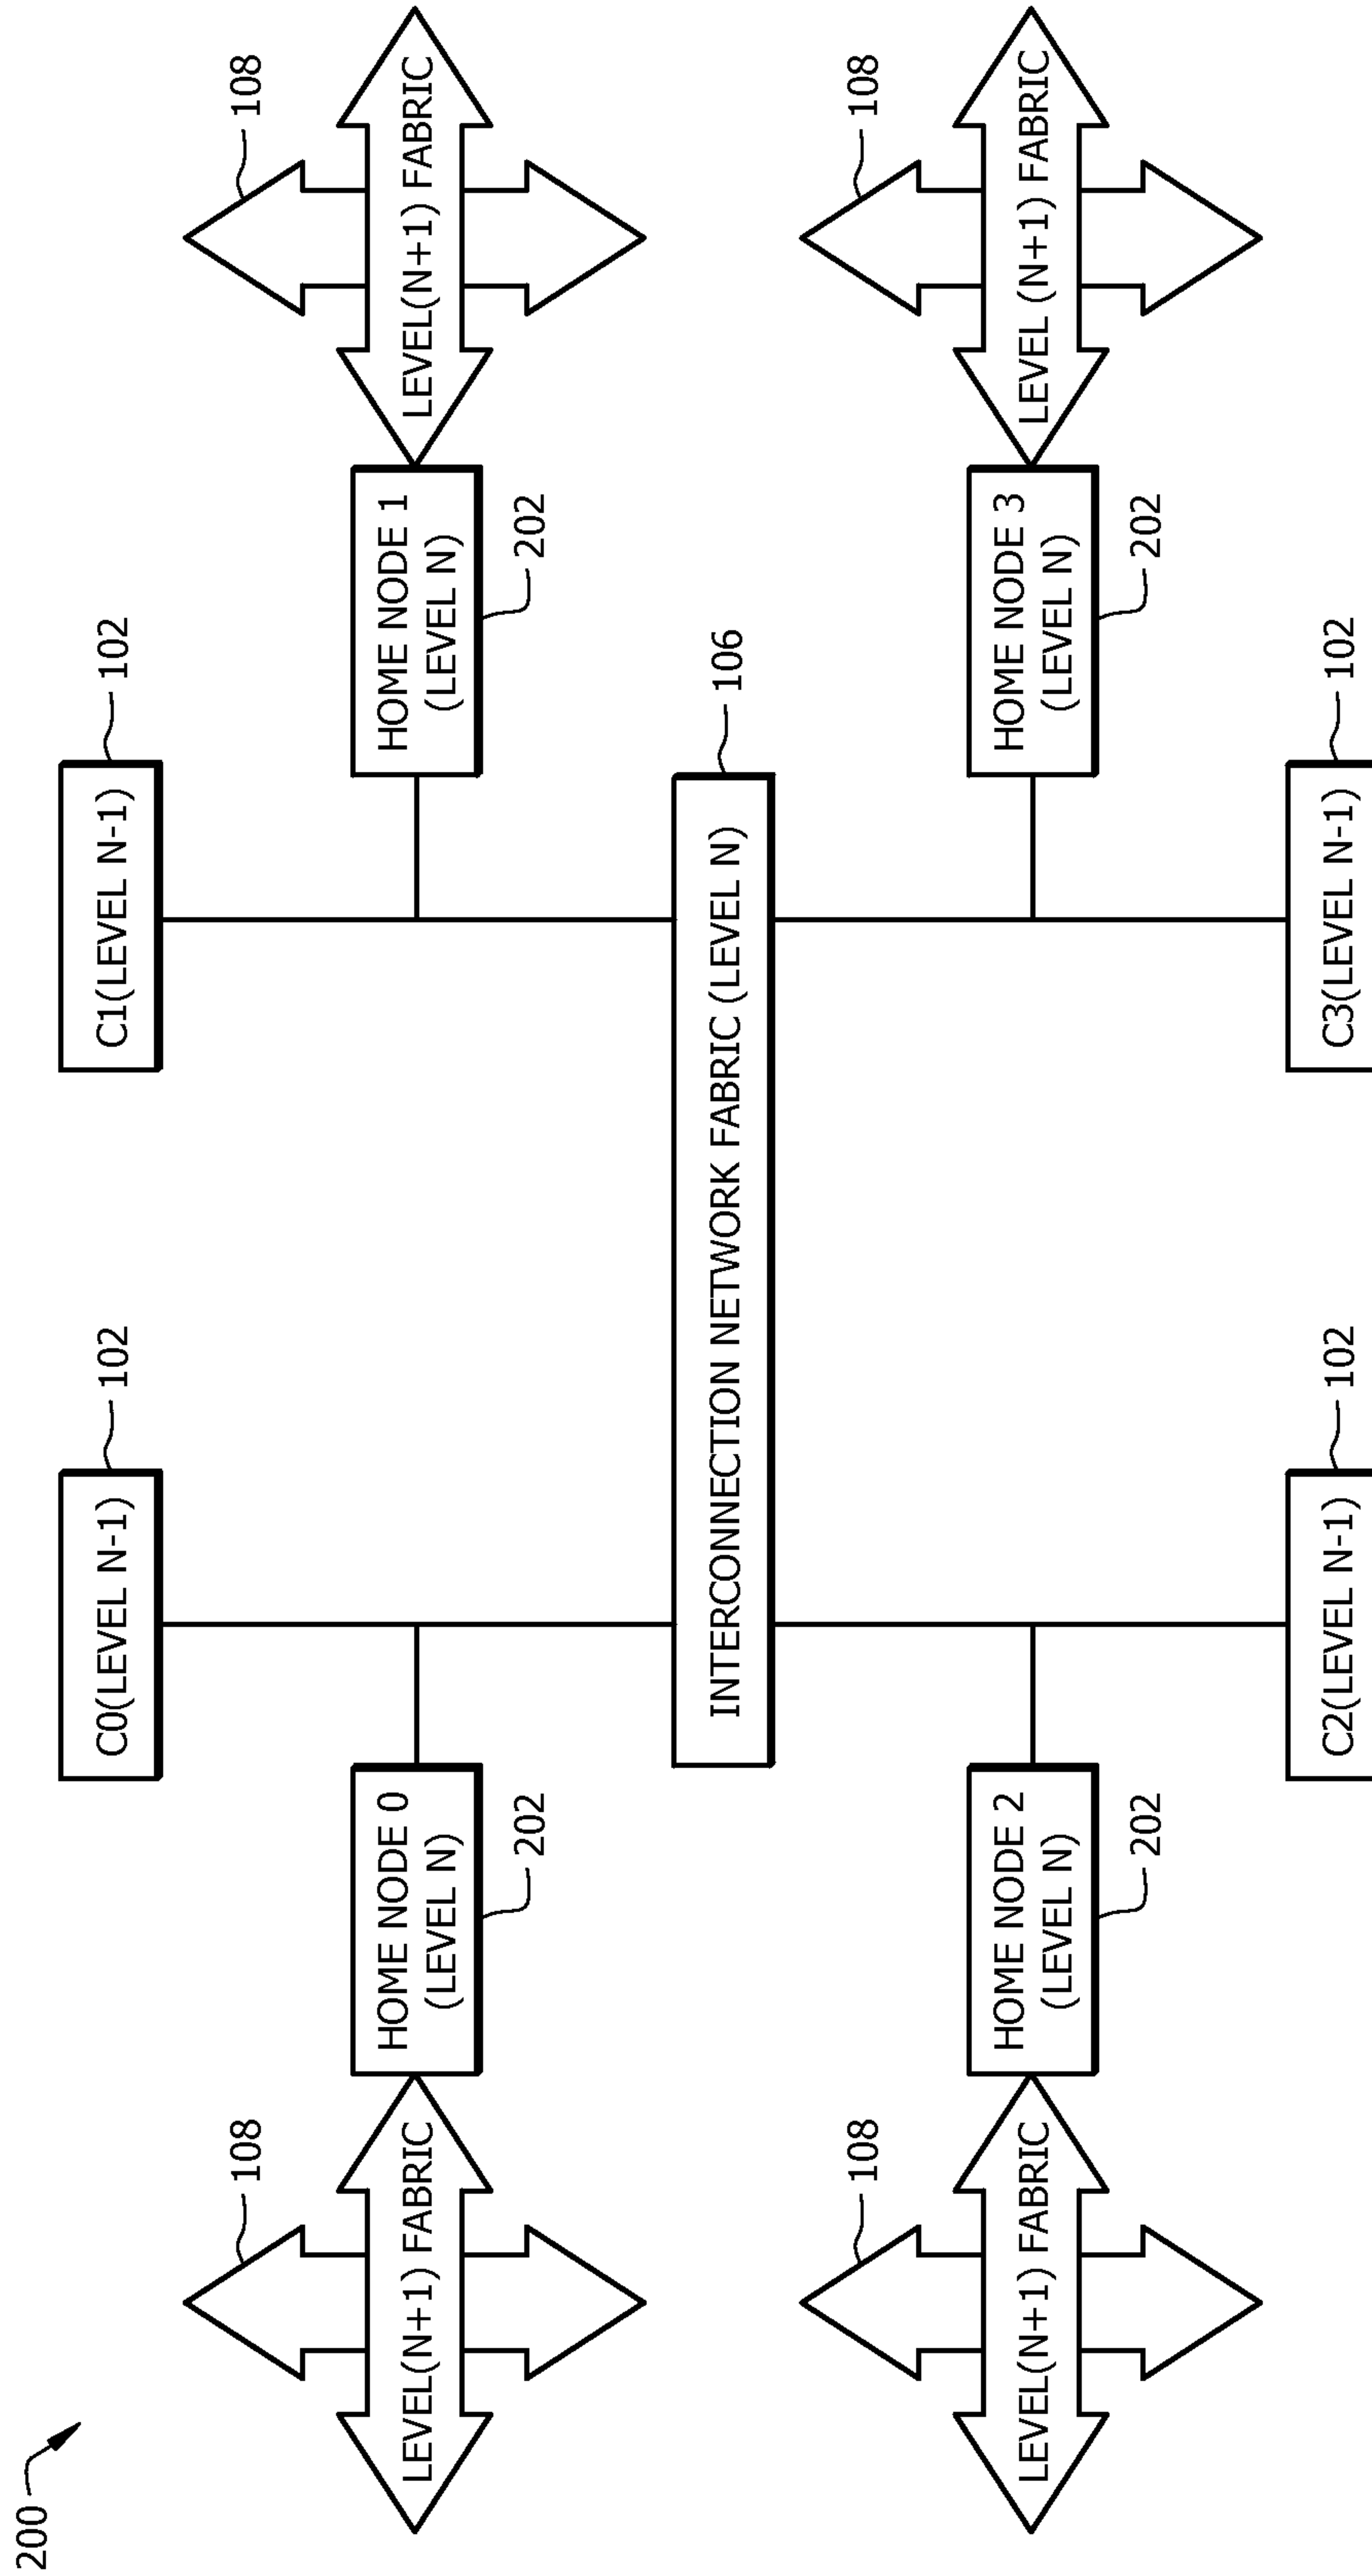 200
C0(LEVEL N-1)
102
C1(LEVEL N-1)
102
108
108
LEVEL(N+1) FABRIC
HOME NODE 0
(LEVEL N)
202
HOME NODE 1
(LEVEL N)
202
LEVEL(N+1) FABRIC
INTERCONNECTION NETWORK FABRIC (LEVEL N)
106
108
108
LEVEL(N+1) FABRIC
HOME NODE 2
(LEVEL N)
202
HOME NODE 3
(LEVEL N)
202
LEVEL (N+1) FABRIC
C2(LEVEL N-1)
102
C3(LEVEL N-1)
102